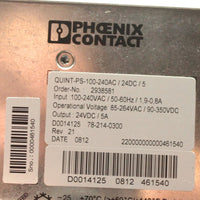 PHOENIX
CONTACT
QUINT-PS-100-240AC / 24DC / 5
Order-No. 2938581
Input 100-240VAC / 50-60Hz / 1.9-0.8A
Operational Voltage 85-264VAC / 90-350VDC
Output 24VDC / 5A
D0014125 78-214-0300
Rev 21
DATE 0812
D0014125 0812 461540
Sno.: 0000461540